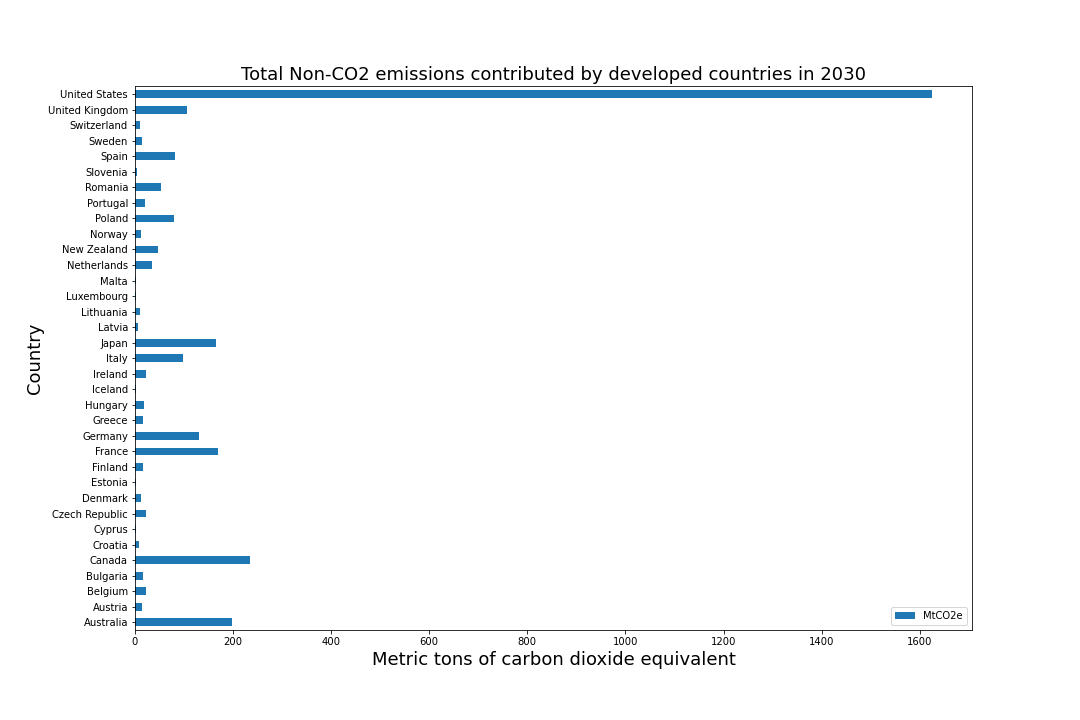 Total Non-CO2 emissions contributed by developed countries in 2030
United States
United Kingdom
Switzerland
Sweden
Spain
Slovenia
Romania
Portugal
Poland
Norway
New Zealand
Netherlands
Malta
Luxembourg
Lithuania
Latvia
Japan
Italy
Ireland
Iceland
Hungary
Greece
Germany
France
Finland
Estonia
Denmark
Czech Republic
Cyprus
Croatia
Canada
Bulgaria
Belgium
Austria
Australia
Country
MtCO2e
0 200 400 600 800 1000 1200 1400 1600
Metric tons of carbon dioxide equivalent